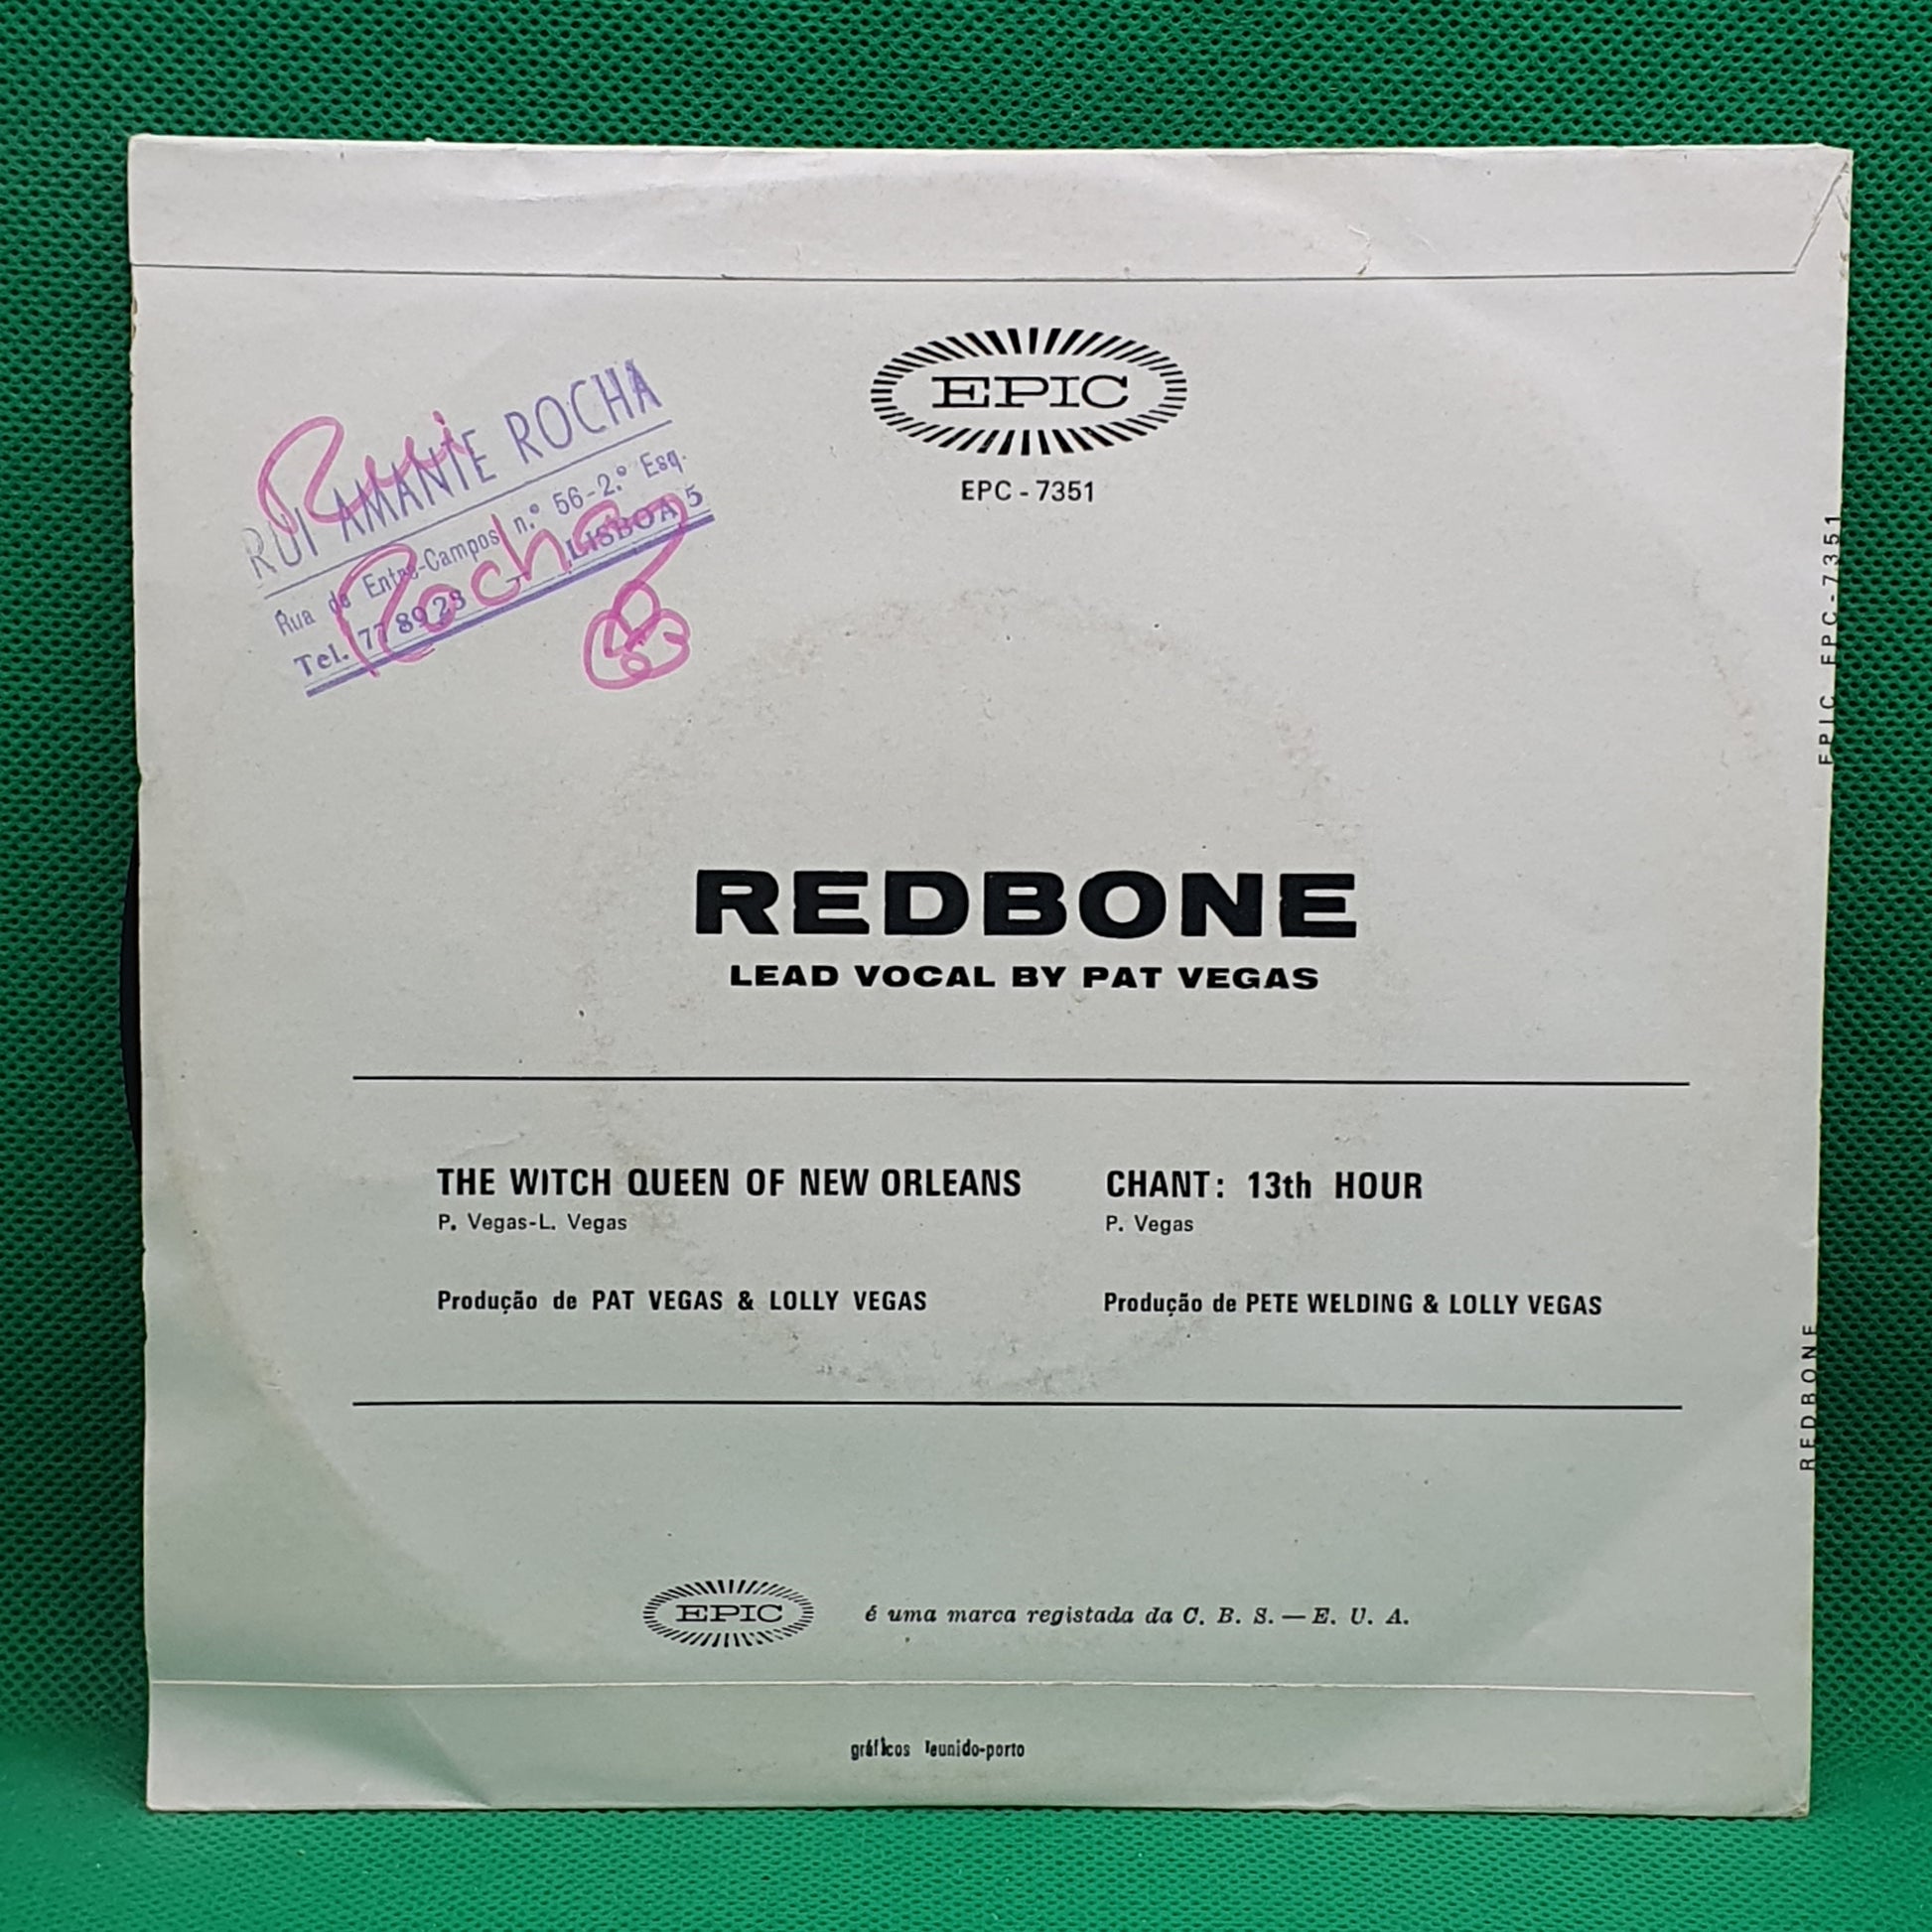 EPIC
EPC - 7351
RUI AMANTE ROCHA
Rua de Entre-Campos n.º 56-2.º Esq.
Tel. 77 89 23 - LISBOA 5
Rui
Rocha
EPIC EPC-7351
REDBONE
LEAD VOCAL BY PAT VEGAS
THE WITCH QUEEN OF NEW ORLEANS
P. Vegas-L. Vegas
Produção de PAT VEGAS & LOLLY VEGAS
CHANT: 13th HOUR
P. Vegas
Produção de PETE WELDING & LOLLY VEGAS
REDBONE
EPIC é uma marca registada da C. B. S. — E. U. A.
gráficos reunido-porto